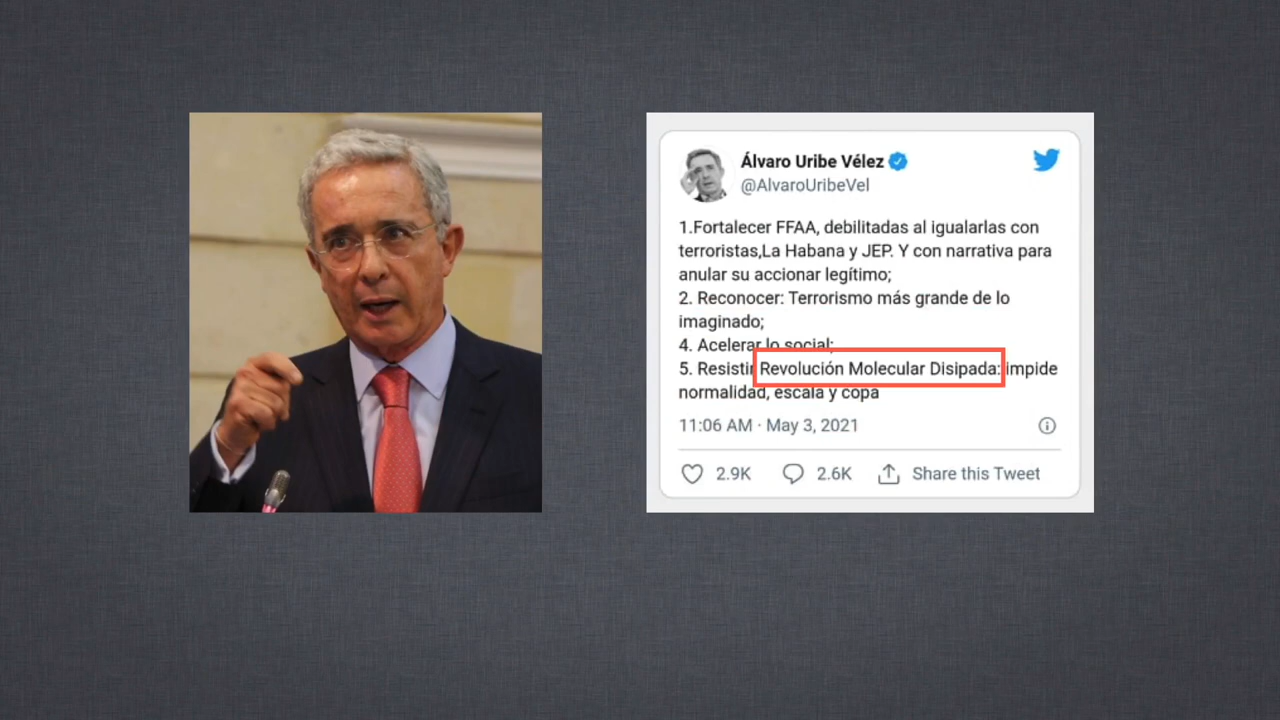 Álvaro Uribe Vélez
@AlvaroUribeVel
1.Fortalecer FFAA, debilitadas al igualarlas con
terroristas,La Habana y JEP. Y con narrativa para
anular su accionar legítimo;
2. Reconocer: Terrorismo más grande de lo
imaginado;
4. Acelerar lo social;
5. Resistir Revolución Molecular Disipada: impide
normalidad, escala y copa
11:06 AM · May 3, 2021
2.9K 2.6K Share this Tweet